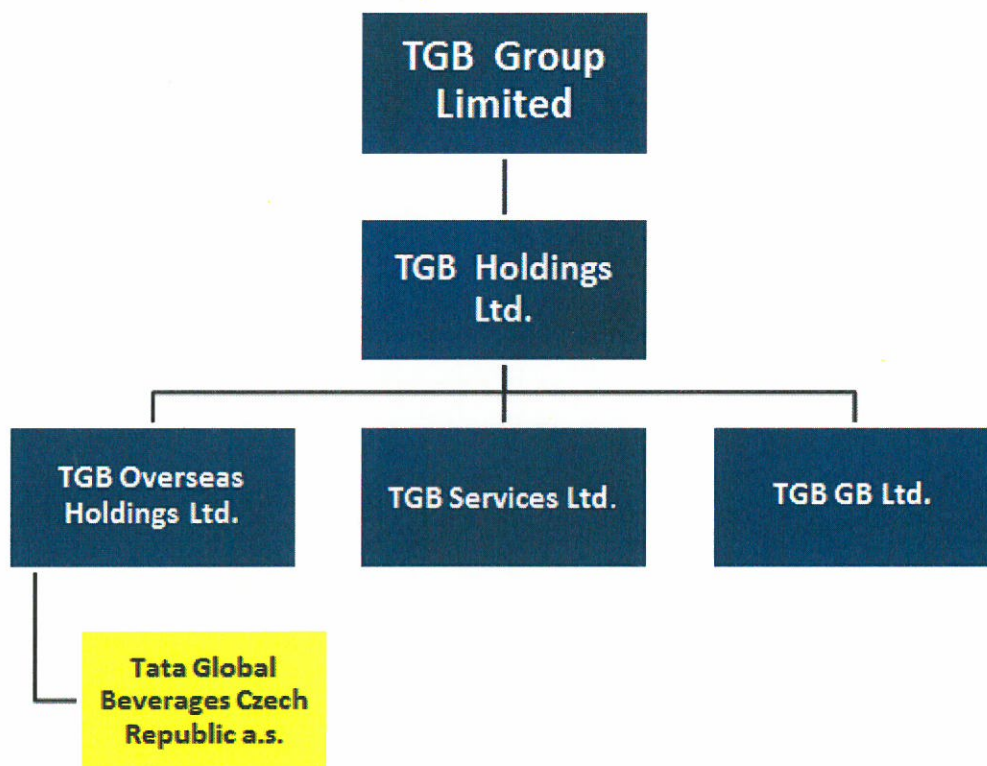 TGB Group
Limited
TGB Holdings
Ltd.
TGB Overseas
Holdings Ltd.
TGB Services Ltd.
TGB GB Ltd.
Tata Global
Beverages Czech
Republic a.s.